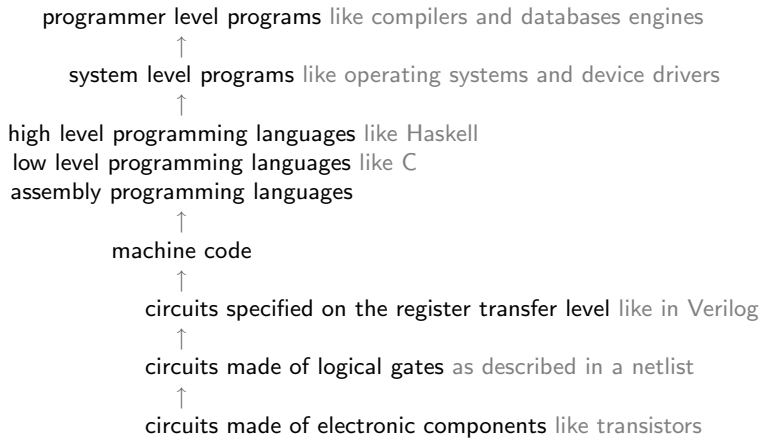 programmer level programs like compilers and databases engines
↑
system level programs like operating systems and device drivers
↑
high level programming languages like Haskell
low level programming languages like C
assembly programming languages
↑
machine code
↑
circuits specified on the register transfer level like in Verilog
↑
circuits made of logical gates as described in a netlist
↑
circuits made of electronic components like transistors